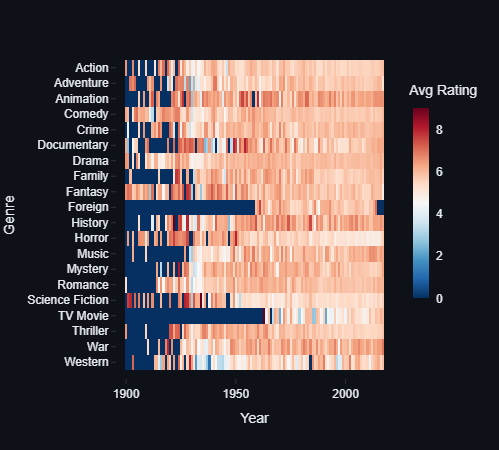 Avg Rating
8
6
4
2
0
Genre
Action
Adventure
Animation
Comedy
Crime
Documentary
Drama
Family
Fantasy
Foreign
History
Horror
Music
Mystery
Romance
Science Fiction
TV Movie
Thriller
War
Western
1900 1950 2000
Year